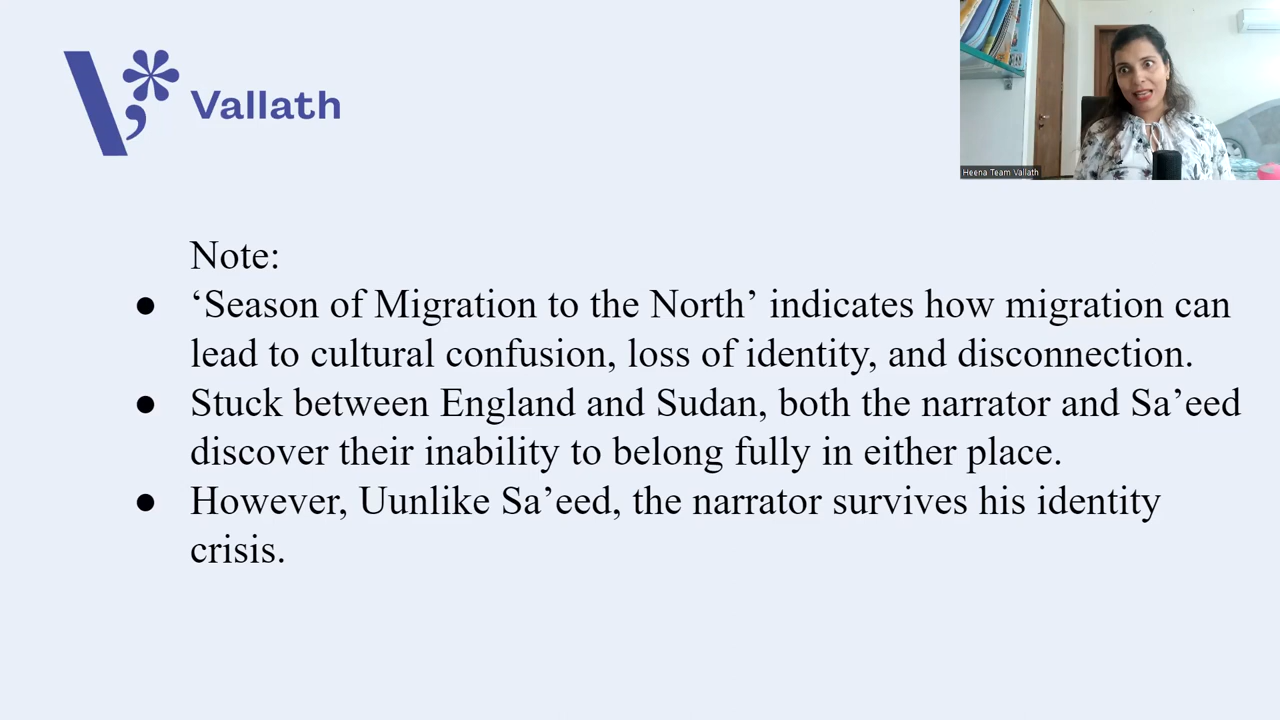 Vallath
Heena Team Vallath
Note:
● ‘Season of Migration to the North’ indicates how migration can
lead to cultural confusion, loss of identity, and disconnection.
● Stuck between England and Sudan, both the narrator and Sa’eed
discover their inability to belong fully in either place.
● However, Uunlike Sa’eed, the narrator survives his identity
crisis.